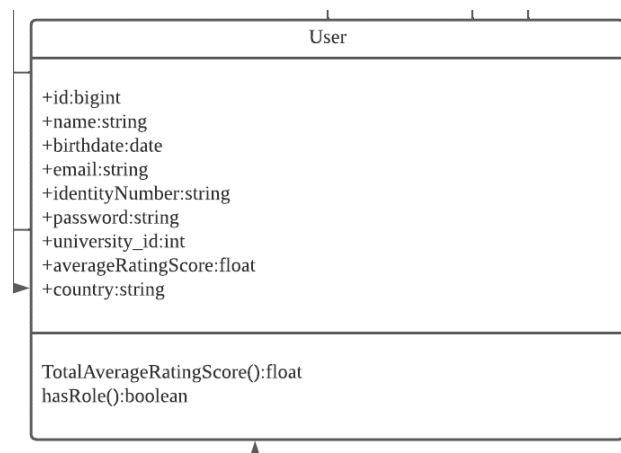 User
+id:bigint
+name:string
+birthdate:date
+email:string
+identityNumber:string
+password:string
+university_id:int
+averageRatingScore:float
+country:string
TotalAverageRatingScore():float
hasRole():boolean